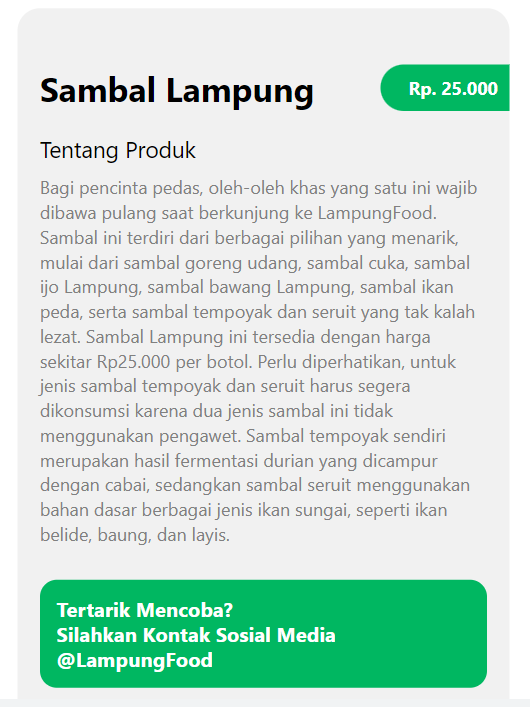 Sambal Lampung
Rp. 25.000
Tentang Produk
Bagi pencinta pedas, oleh-oleh khas yang satu ini wajib
dibawa pulang saat berkunjung ke LampungFood.
Sambal ini terdiri dari berbagai pilihan yang menarik,
mulai dari sambal goreng udang, sambal cuka, sambal
ijo Lampung, sambal bawang Lampung, sambal ikan
peda, serta sambal tempoyak dan seruit yang tak kalah
lezat. Sambal Lampung ini tersedia dengan harga
sekitar Rp25.000 per botol. Perlu diperhatikan, untuk
jenis sambal tempoyak dan seruit harus segera
dikonsumsi karena dua jenis sambal ini tidak
menggunakan pengawet. Sambal tempoyak sendiri
merupakan hasil fermentasi durian yang dicampur
dengan cabai, sedangkan sambal seruit menggunakan
bahan dasar berbagai jenis ikan sungai, seperti ikan
belide, baung, dan layis.
Tertarik Mencoba?
Silahkan Kontak Sosial Media
@LampungFood